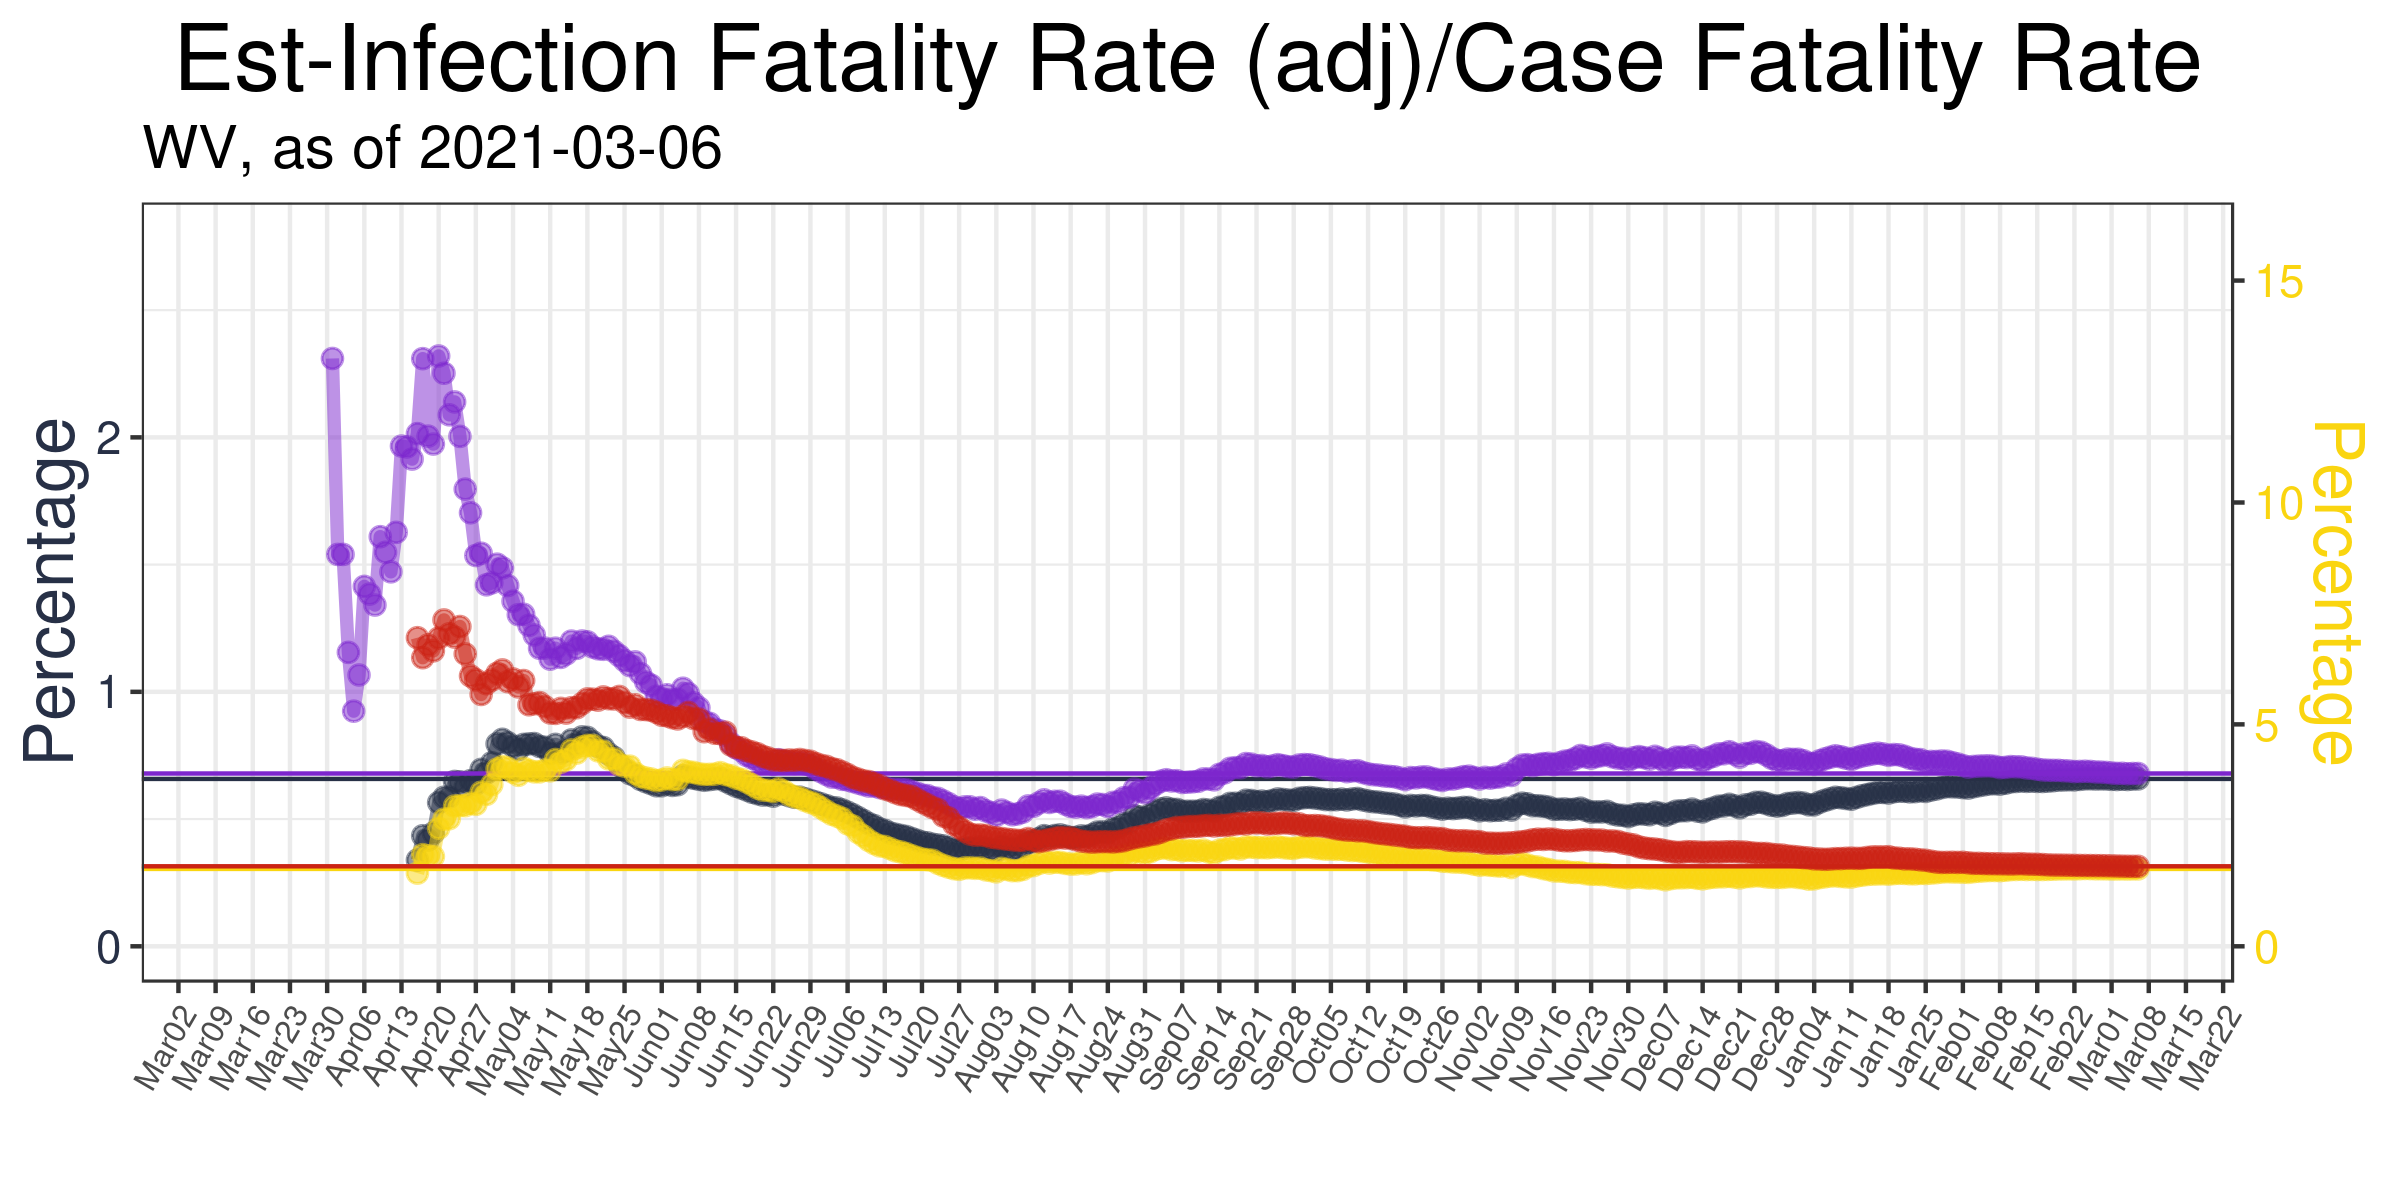 Est-Infection Fatality Rate (adj)/Case Fatality Rate
WV, as of 2021-03-06
Percentage
2
1
0
15
10
5
0
Percentage
Mar02
Mar09
Mar16
Mar23
Mar30
Apr06
Apr13
Apr20
Apr27
May04
May11
May18
May25
Jun01
Jun08
Jun15
Jun22
Jun29
Jul06
Jul13
Jul20
Jul27
Aug03
Aug10
Aug17
Aug24
Aug31
Sep07
Sep14
Sep21
Sep28
Oct05
Oct12
Oct19
Oct26
Nov02
Nov09
Nov16
Nov23
Nov30
Dec07
Dec14
Dec21
Dec28
Jan04
Jan11
Jan18
Jan25
Feb01
Feb08
Feb15
Feb22
Mar01
Mar08
Mar15
Mar22